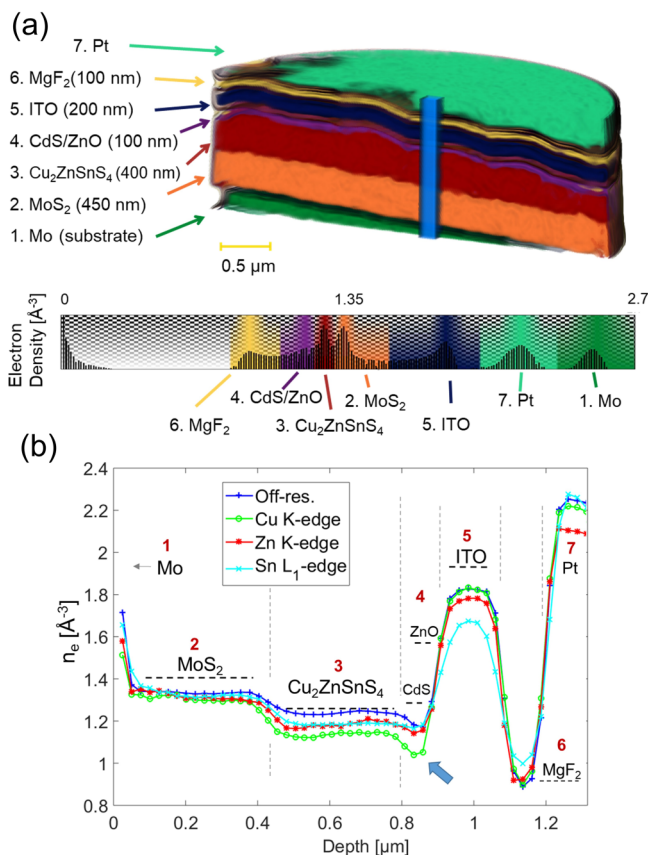 (a)
7. Pt
6. MgF₂(100 nm)
5. ITO (200 nm)
4. CdS/ZnO (100 nm)
3. Cu₂ZnSnS₄ (400 nm)
2. MoS₂ (450 nm)
1. Mo (substrate)
0.5 µm
0 1.35 2.7
Electron
Density [Å⁻³]
4. CdS/ZnO 2. MoS₂ 5. ITO 7. Pt 1. Mo
6. MgF₂ 3. Cu₂ZnSnS₄
(b)
2.4
2.2
2
1.8
1.6
1.4
1.2
1
0.8
nₑ [Å⁻³]
Off-res.
Cu K-edge
Zn K-edge
Sn L₁-edge
1
Mo
2
MoS₂
3
Cu₂ZnSnS₄
4
ZnO
CdS
5
ITO
7
Pt
6
MgF₂
0 0.2 0.4 0.6 0.8 1 1.2
Depth [µm]